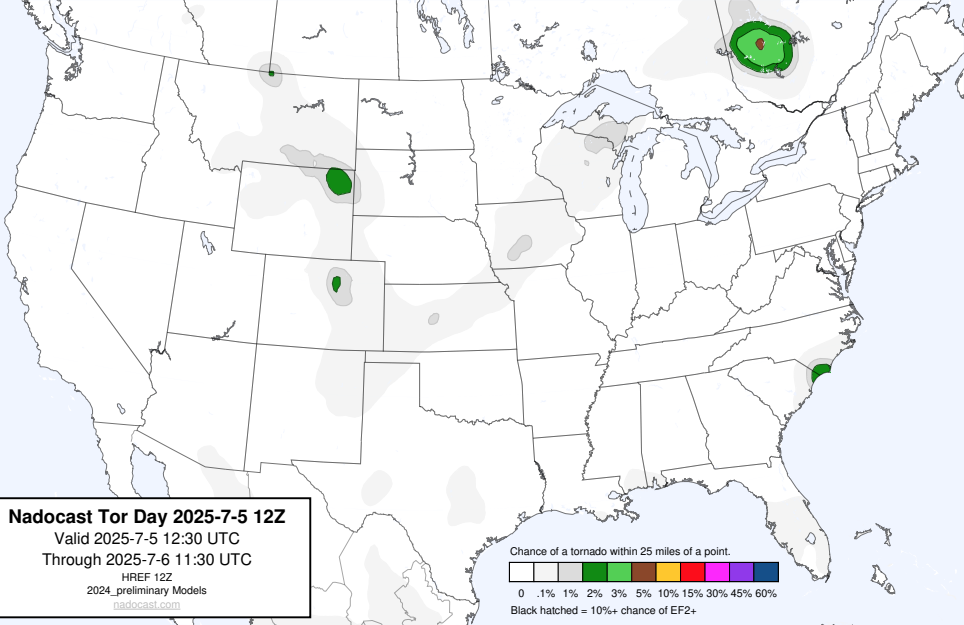 Nadocast Tor Day 2025-7-5 12Z
Valid 2025-7-5 12:30 UTC
Through 2025-7-6 11:30 UTC
HREF 12Z
2024_preliminary Models
nadocast.com
Chance of a tornado within 25 miles of a point.
0 .1% 1% 2% 3% 5% 10% 15% 30% 45% 60%
Black hatched = 10%+ chance of EF2+